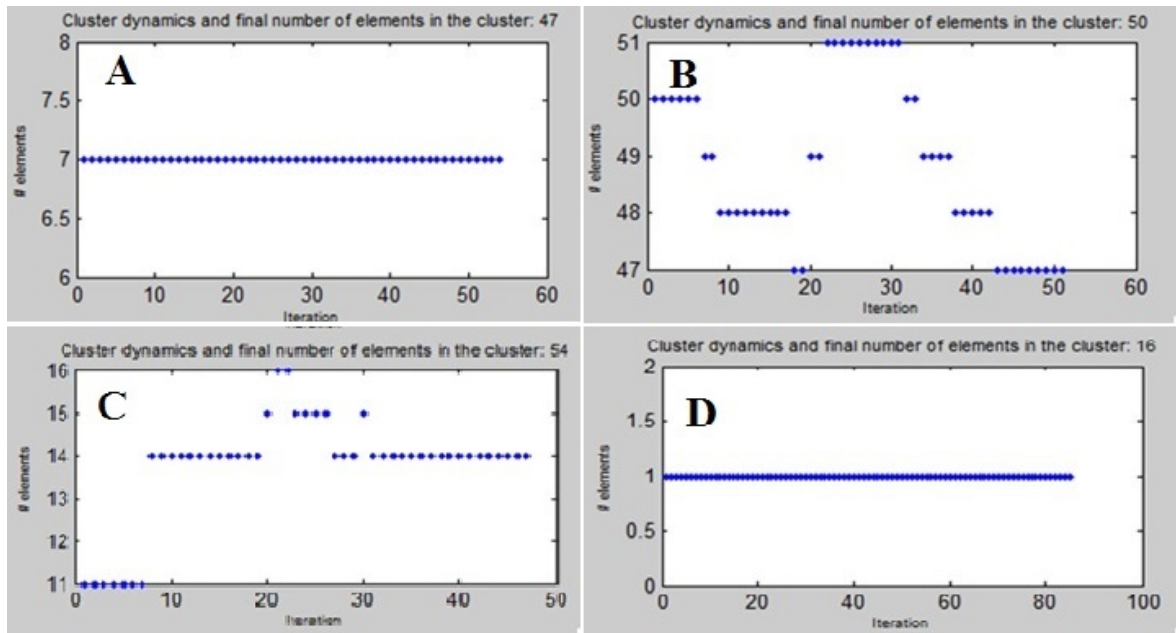 Cluster dynamics and final number of elements in the cluster: 47
A
8
7.5
7
6.5
6
# elements
0 10 20 30 40 50 60
Iteration
Cluster dynamics and final number of elements in the cluster: 50
B
51
50
49
48
47
# elements
0 10 20 30 40 50 60
Iteration
Cluster dynamics and final number of elements in the cluster: 54
C
16
15
14
13
12
11
# elements
0 10 20 30 40 50
Iteration
Cluster dynamics and final number of elements in the cluster: 16
D
2
1.5
1
0.5
0
# elements
0 20 40 60 80 100
Iteration